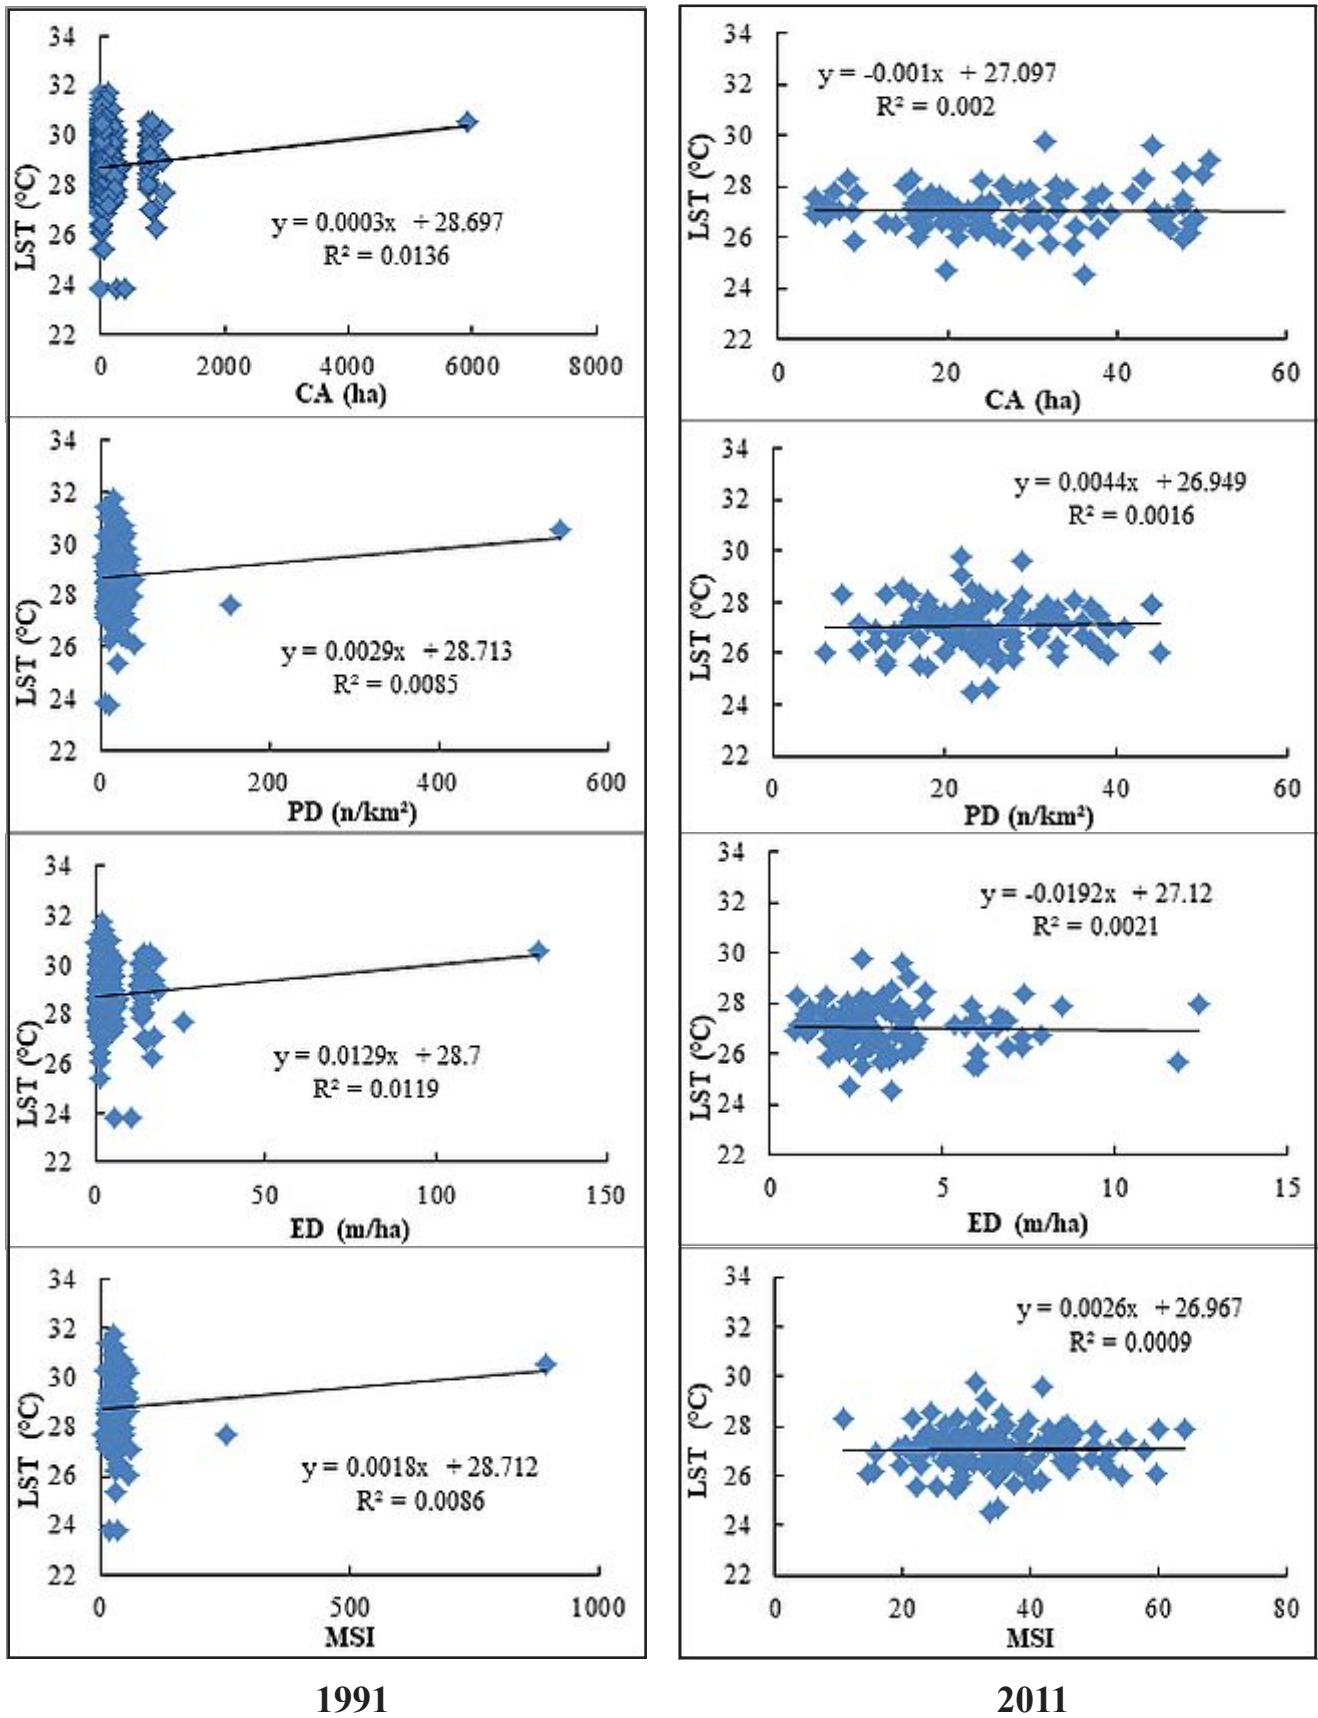 34
32
30
28
26
24
22
LST (°C)
y = 0.0003x + 28.697
R² = 0.0136
0 2000 4000 6000 8000
CA (ha)
34
32
30
28
26
24
22
LST (°C)
y = -0.001x + 27.097
R² = 0.002
0 20 40 60
CA (ha)
34
32
30
28
26
24
22
LST (°C)
y = 0.0029x + 28.713
R² = 0.0085
0 200 400 600
PD (n/km²)
34
32
30
28
26
24
22
LST (°C)
y = 0.0044x + 26.949
R² = 0.0016
0 20 40 60
PD (n/km²)
34
32
30
28
26
24
22
LST (°C)
y = 0.0129x + 28.7
R² = 0.0119
0 50 100 150
ED (m/ha)
34
32
30
28
26
24
22
LST (°C)
y = -0.0192x + 27.12
R² = 0.0021
0 5 10 15
ED (m/ha)
34
32
30
28
26
24
22
LST (°C)
y = 0.0018x + 28.712
R² = 0.0086
0 500 1000
MSI
34
32
30
28
26
24
22
LST (°C)
y = 0.0026x + 26.967
R² = 0.0009
0 20 40 60 80
MSI
1991 2011